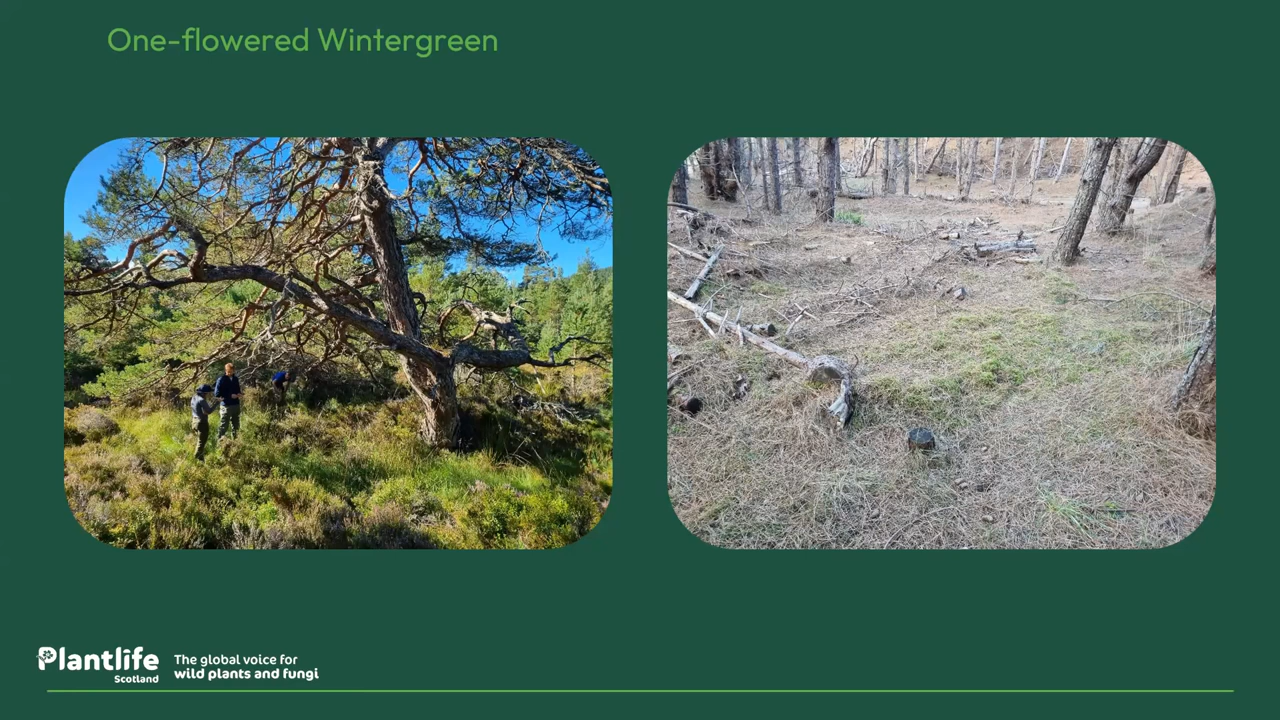 One-flowered Wintergreen
Plantlife
Scotland
The global voice for
wild plants and fungi